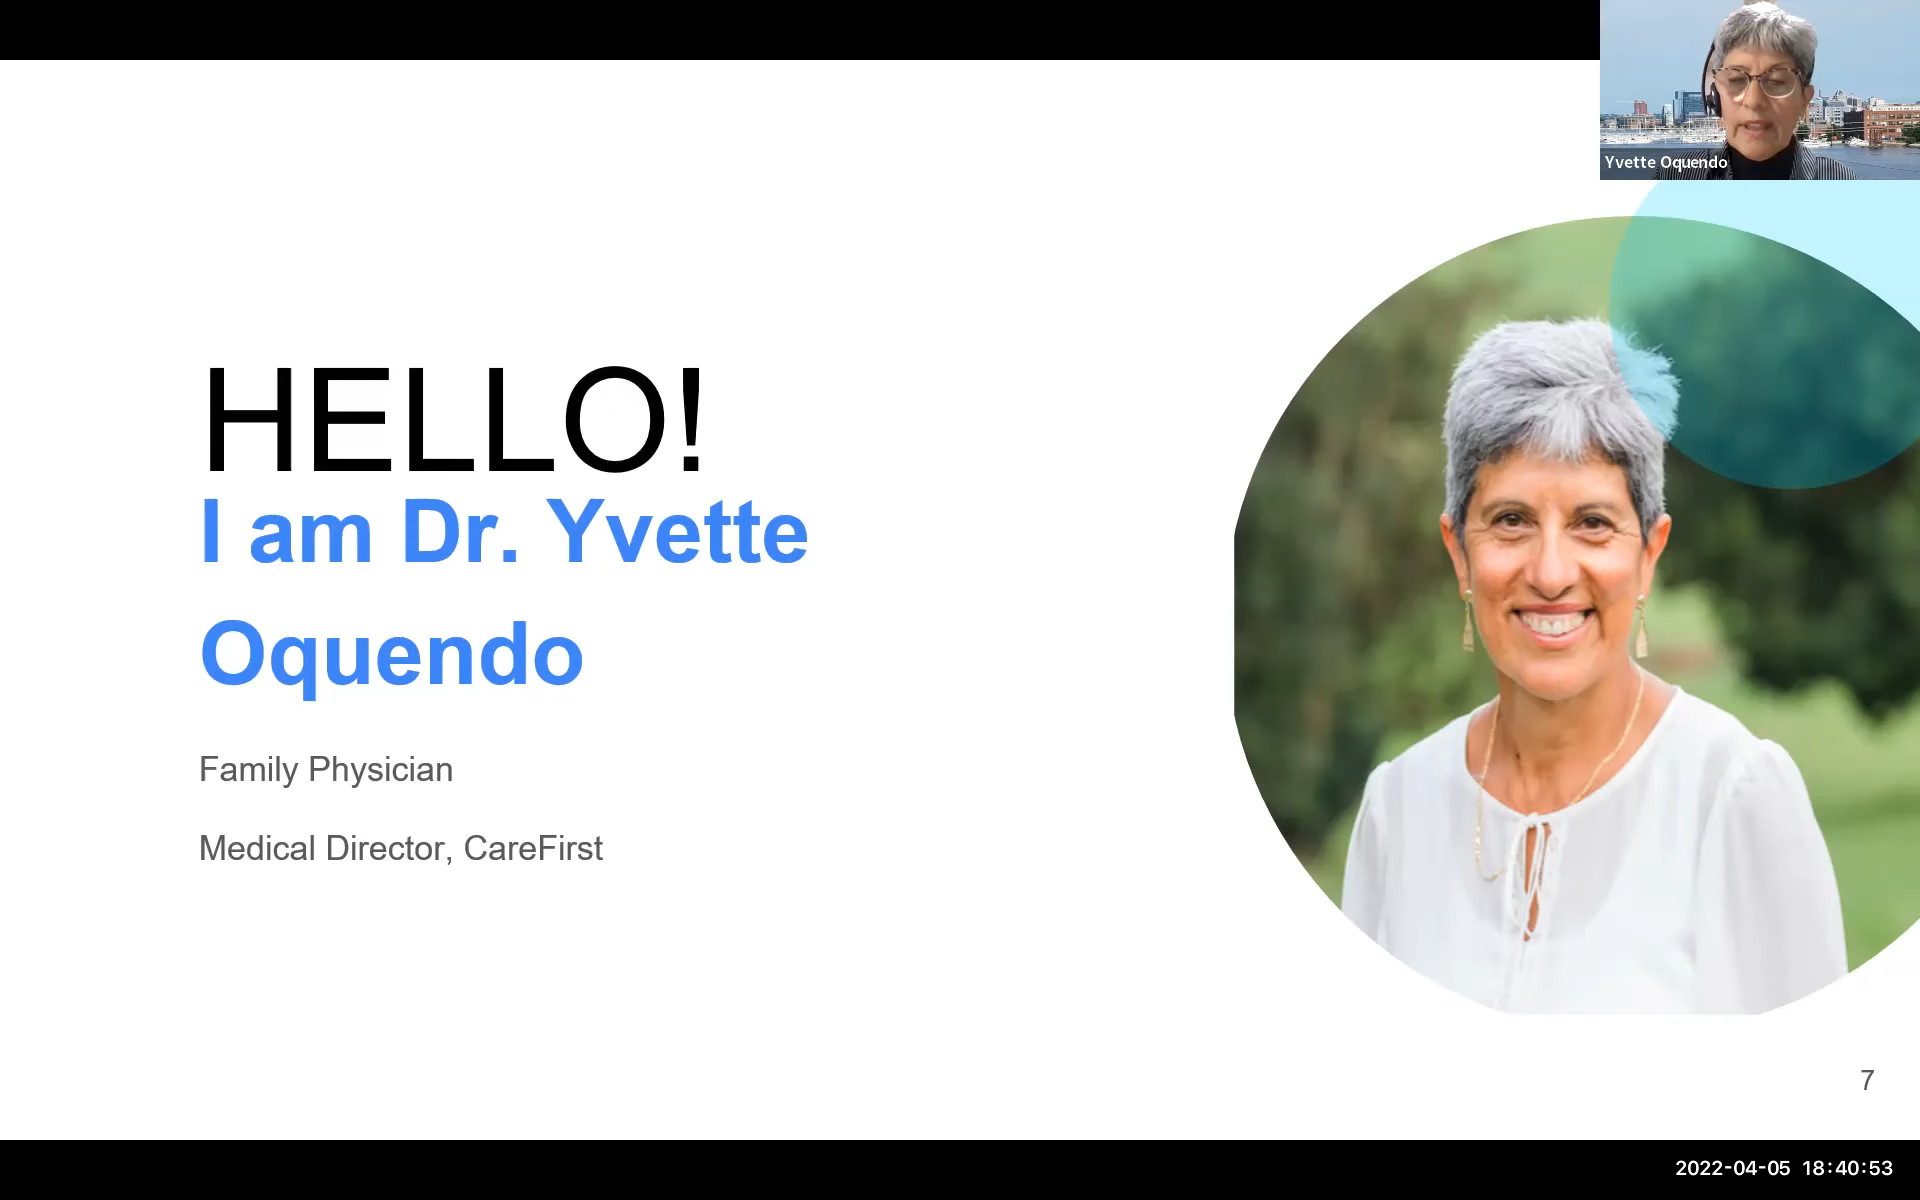 Yvette Oquendo
HELLO!
I am Dr. Yvette
Oquendo
Family Physician
Medical Director, CareFirst
7
2022-04-05 18:40:53